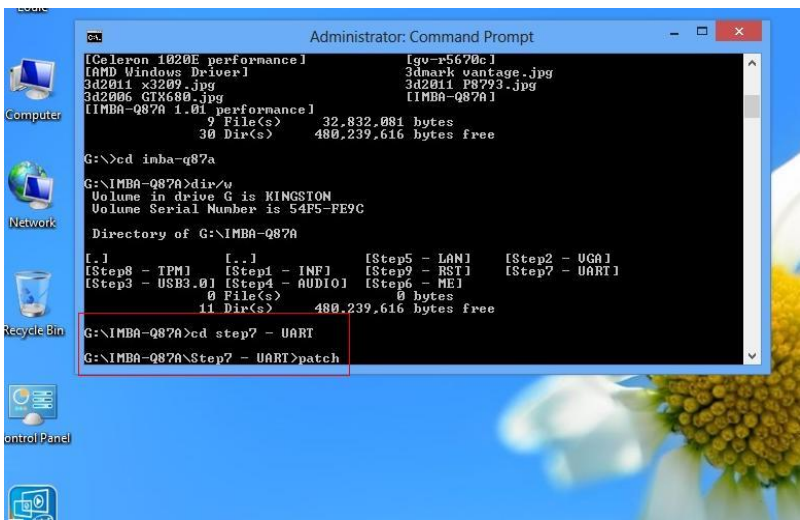 Administrator: Command Prompt
[Celeron 1020E performance] [gv-r5670c]
[AMD Windows Driver] 3dmark vantage.jpg
3d2011 x3209.jpg 3d2011 P8793.jpg
3d2006 GTX680.jpg [IMBA-Q87A]
[IMBA-Q87A 1.01 performance]
9 File(s) 32,832,081 bytes
30 Dir(s) 480,239,616 bytes free
G:\>cd imba-q87a
G:\IMBA-Q87A>dir/w
Volume in drive G is KINGSTON
Volume Serial Number is 54F5-FE9C
Directory of G:\IMBA-Q87A
[.] [..] [Step5 - LAN] [Step2 - VGA]
[Step8 - TPM] [Step1 - INF] [Step9 - RST] [Step7 - UART]
[Step3 - USB3.0] [Step4 - AUDIO] [Step6 - ME]
0 File(s) 0 bytes
11 Dir(s) 480,239,616 bytes free
G:\IMBA-Q87A>cd step7 - UART
G:\IMBA-Q87A\Step7 - UART>patch
Computer
Network
Recycle Bin
ontrol Panel